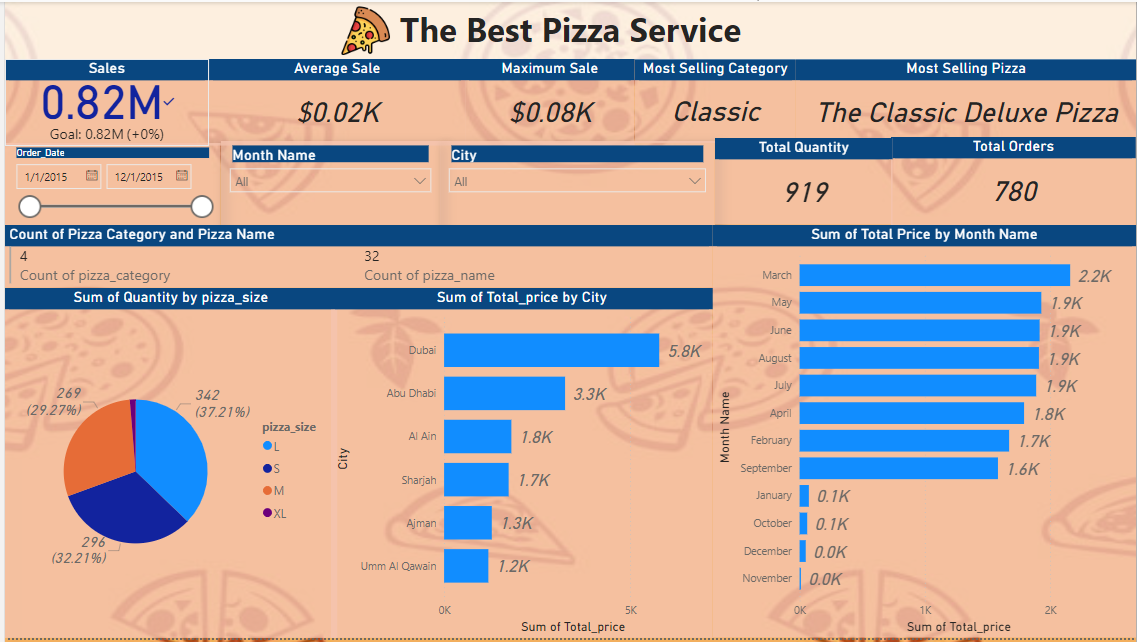 The Best Pizza Service
Sales
Average Sale
Maximum Sale
Most Selling Category
Most Selling Pizza
0.82M
Goal: 0.82M (+0%)
$0.02K
$0.08K
Classic
The Classic Deluxe Pizza
Order_Date
1/1/2015
12/1/2015
Month Name
All
City
All
Total Quantity
Total Orders
919
780
Count of Pizza Category and Pizza Name
4
Count of pizza_category
32
Count of pizza_name
Sum of Quantity by pizza_size
342
(37.21%)
269
(29.27%)
296
(32.21%)
pizza_size
L
S
M
XL
Sum of Total_price by City
City
Dubai 5.8K
Abu Dhabi 3.3K
Al Ain 1.8K
Sharjah 1.7K
Ajman 1.3K
Umm Al Qawain 1.2K
0K 5K
Sum of Total_price
Sum of Total Price by Month Name
Month Name
March 2.2K
May 1.9K
June 1.9K
August 1.9K
July 1.9K
April 1.8K
February 1.7K
September 1.6K
January 0.1K
October 0.1K
December 0.0K
November 0.0K
0K 1K 2K
Sum of Total_price